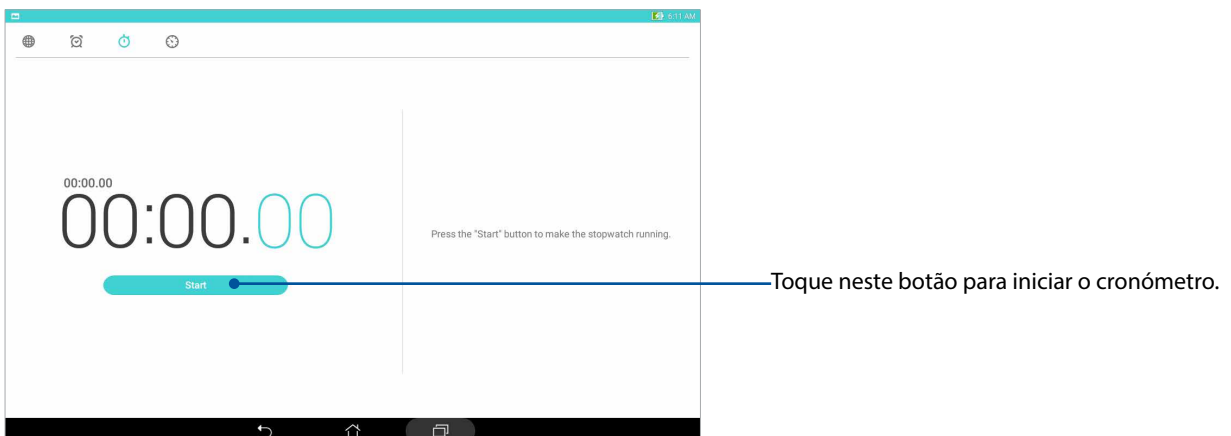 6:11 AM
00:00.00
00:00.00
Start
Press the "Start" button to make the stopwatch running.
Toque neste botão para iniciar o cronómetro.